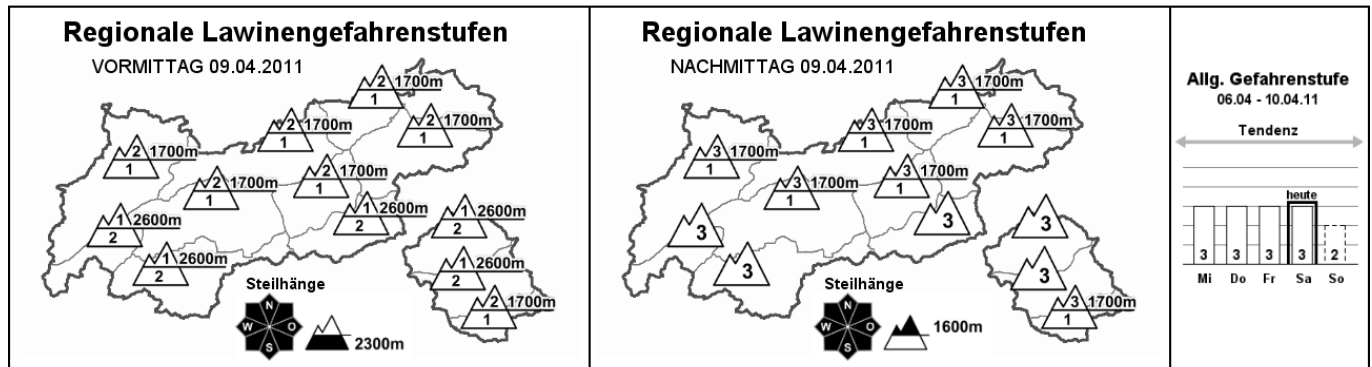 Regionale Lawinengefahrenstufen
VORMITTAG 09.04.2011
2 1700m
1
2 1700m
1
2 1700m
1
2 1700m
1
2 1700m
1
2 1700m
1
1 2600m
2
1 2600m
2
1 2600m
2
1 2600m
2
1 2600m
2
2 1700m
1
Steilhänge
N
W O
S
2300m
Regionale Lawinengefahrenstufen
NACHMITTAG 09.04.2011
3 1700m
1
3 1700m
1
3 1700m
1
3 1700m
1
3 1700m
1
3 1700m
1
3
3
3
3
3
3 1700m
1
Steilhänge
N
W O
S
1600m
Allg. Gefahrenstufe
06.04 - 10.04.11
Tendenz
heute
3 3 3 3 2
Mi Do Fr Sa So